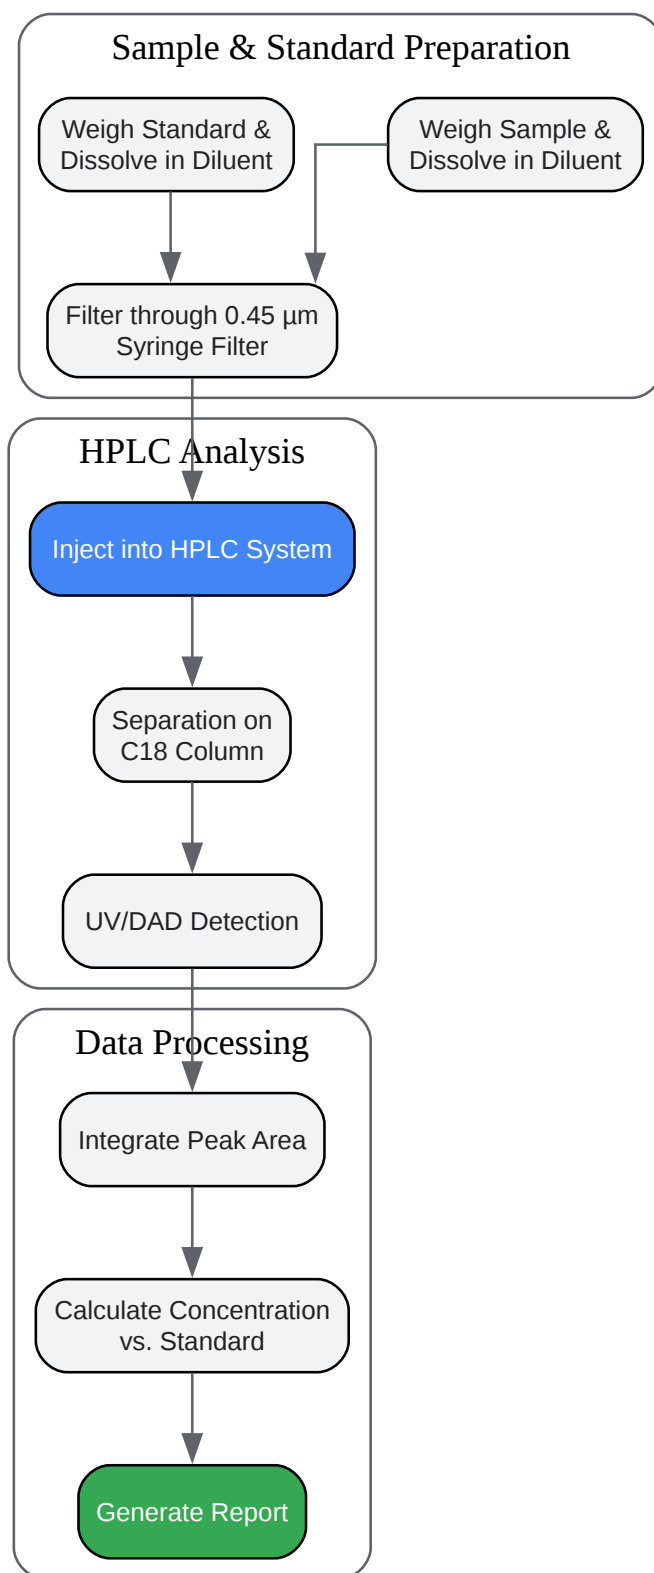 Sample & Standard Preparation
Weigh Standard &
Dissolve in Diluent
Weigh Sample &
Dissolve in Diluent
Filter through 0.45 µm
Syringe Filter
HPLC Analysis
Inject into HPLC System
Separation on
C18 Column
UV/DAD Detection
Data Processing
Integrate Peak Area
Calculate Concentration
vs. Standard
Generate Report